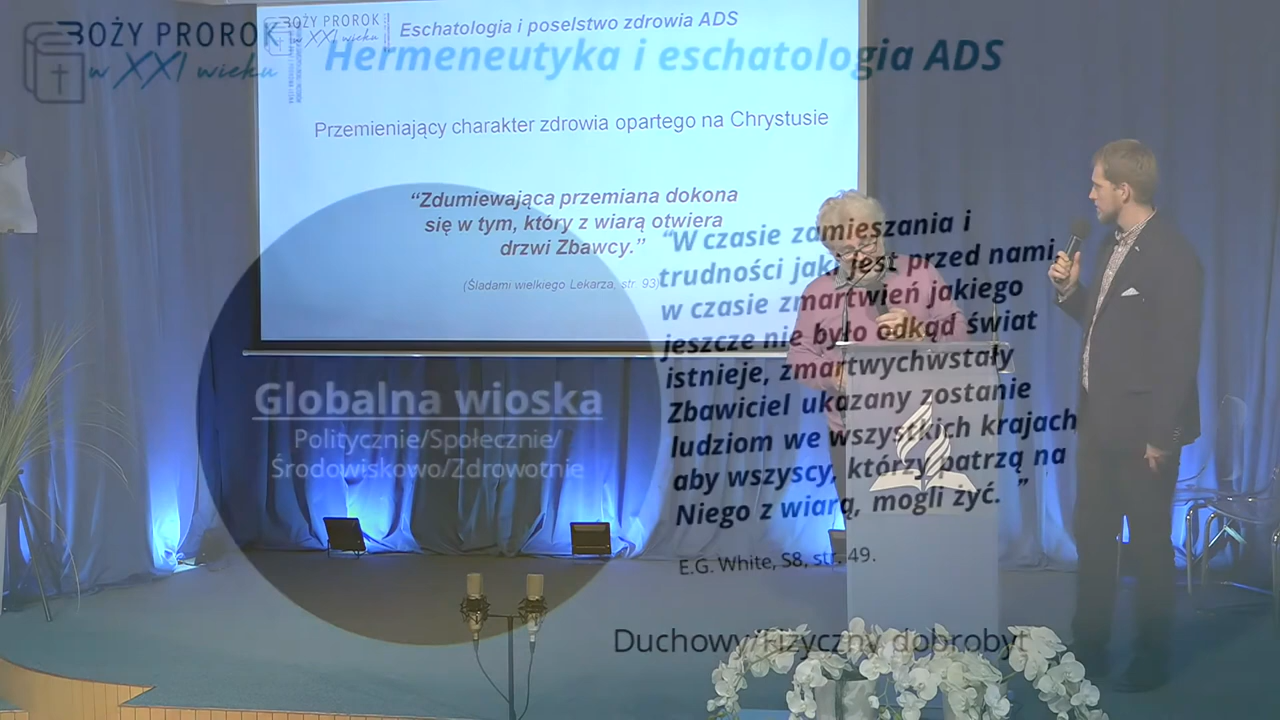 BOŻY PROROK
w XXI wieku
BOŻY PROROK
w XXI wieku
Eschatologia i poselstwo zdrowia ADS
Hermeneutyka i eschatologia ADS
Przemieniający charakter zdrowia opartego na Chrystusie
“Zdumiewająca przemiana dokona
się w tym, który z wiarą otwiera
drzwi Zbawcy.”
(Śladami wielkiego Lekarza, str. 93)
“W czasie zamieszania i
trudności jaki jest przed nami,
w czasie zmartwień jakiego
jeszcze nie było odkąd świat
istnieje, zmartwychwstały
Zbawiciel ukazany zostanie
ludziom we wszystkich krajach
aby wszyscy, którzy patrzą na
Niego z wiarą, mogli żyć. ”
E.G. White, S8, str. 49.
Globalna wioska
Politycznie/Społecznie/
Środowiskowo/Zdrowotnie
Duchowy/Fizyczny dobrobyt